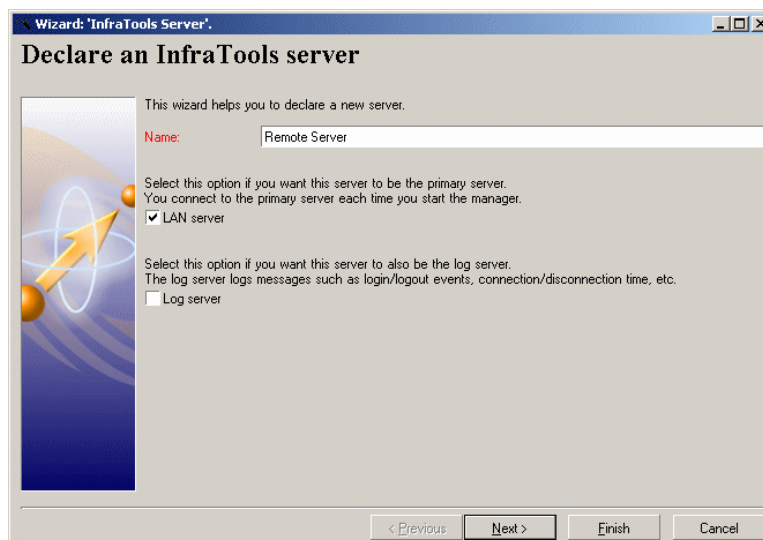 Wizard: 'InfraTools Server'.
Declare an InfraTools server
This wizard helps you to declare a new server.
Name: Remote Server
Select this option if you want this server to be the primary server.
You connect to the primary server each time you start the manager.
LAN server
Select this option if you want this server to also be the log server.
The log server logs messages such as login/logout events, connection/disconnection time, etc.
Log server
< Previous Next > Finish Cancel